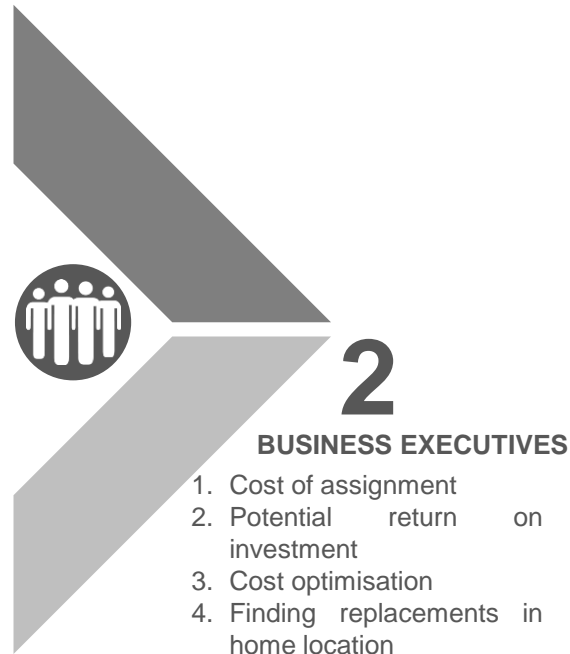 2
BUSINESS EXECUTIVES
1. Cost of assignment
2. Potential return on
investment
3. Cost optimisation
4. Finding replacements in
home location